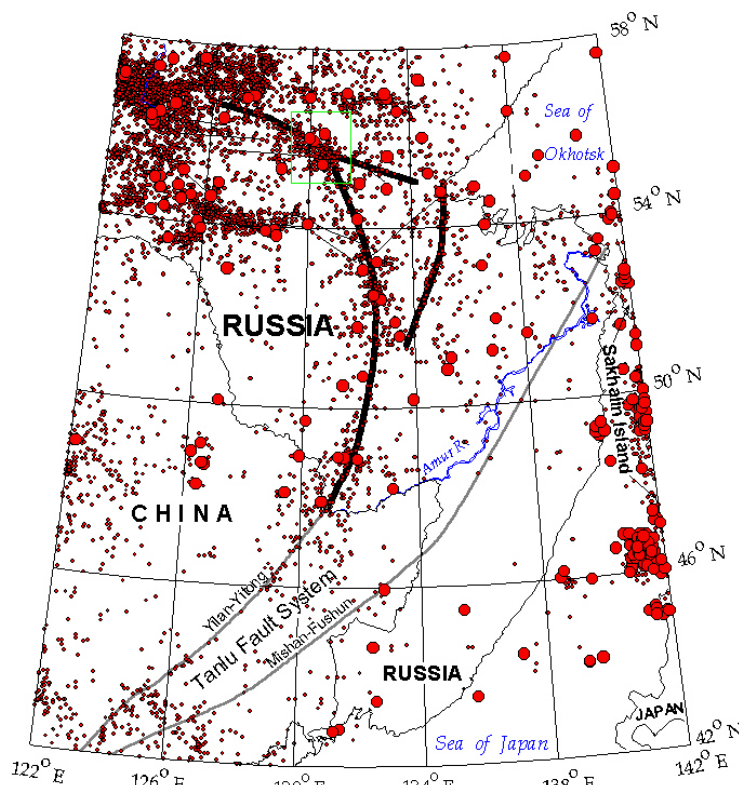 58° N
Sea of
Okhotsk
54° N
RUSSIA
50° N
Sakhalin Island
Amur R.
CHINA
46° N
Yilan-Yitong
Tanlu Fault System
Mishan-Fushun
RUSSIA
JAPAN
Sea of Japan
42° N
122° E
126° E
130° E
134° E
138° E
142° E